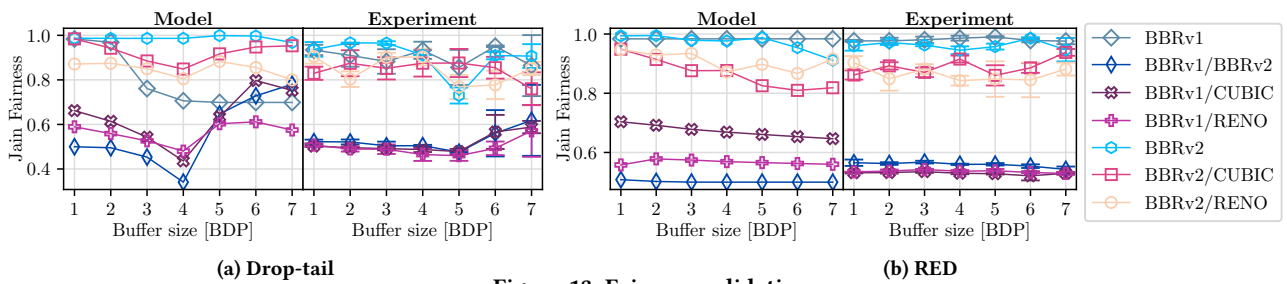 Model Experiment Model Experiment
Jain Fairness
1.0
0.8
0.6
0.4
1 2 3 4 5 6 7 1 2 3 4 5 6 7
Buffer size [BDP] Buffer size [BDP]
(a) Drop-tail
Jain Fairness
1.0
0.8
0.6
1 2 3 4 5 6 7 1 2 3 4 5 6 7
Buffer size [BDP] Buffer size [BDP]
(b) RED
BBRv1
BBRv1/BBRv2
BBRv1/CUBIC
BBRv1/RENO
BBRv2
BBRv2/CUBIC
BBRv2/RENO